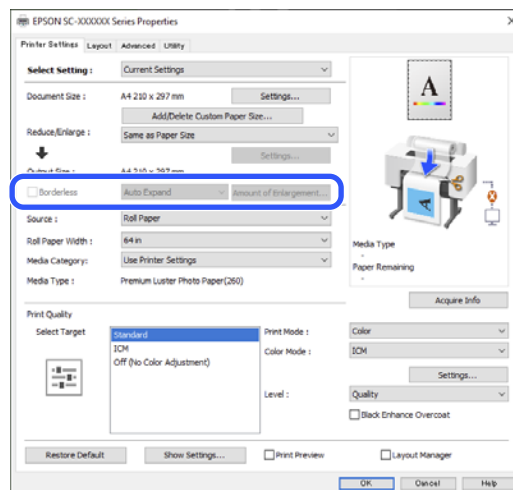 EPSON SC-XXXXXX Series Properties
Printer Settings Layout Advanced Utility
Select Setting : Current Settings
Document Size : A4 210 x 297 mm Settings...
Add/Delete Custom Paper Size...
Reduce/Enlarge : Same as Paper Size
Settings...
Output Size : A4 210 x 297 mm
Borderless Auto Expand Amount of Enlargement...
Source : Roll Paper
Roll Paper Width : 64 in
Media Category: Use Printer Settings
Media Type : Premium Luster Photo Paper(260)
A
Media Type
-
Paper Remaining
-
Acquire Info
Print Quality
Select Target
Standard
ICM
Off (No Color Adjustment)
Print Mode : Color
Color Mode : ICM
Settings...
Level : Quality
Black Enhance Overcoat
Restore Default Show Settings... Print Preview Layout Manager
OK Cancel Help